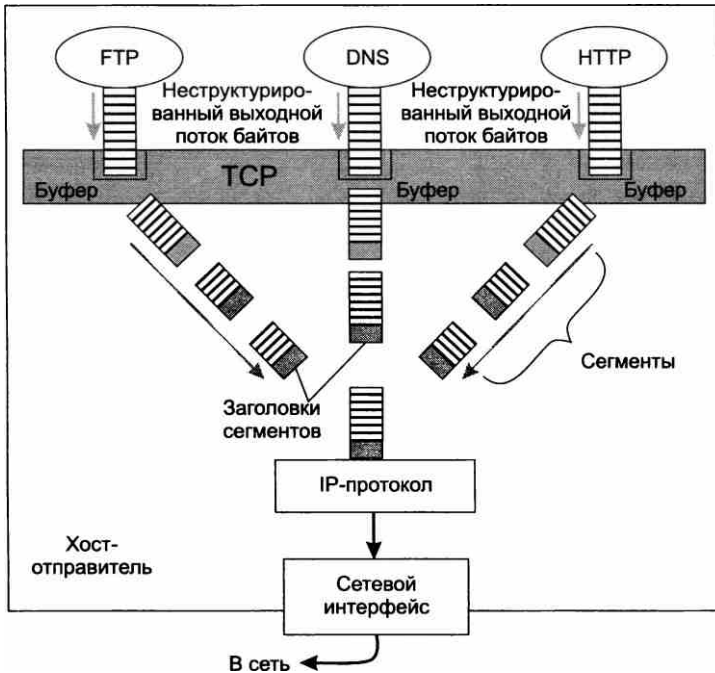 FTP
DNS
HTTP
Неструктуриро-
ванный выходной
поток байтов
Неструктуриро-
ванный выходной
поток байтов
Буфер
TCP
Буфер
Буфер
Сегменты
Заголовки
сегментов
IP-протокол
Хост-
отправитель
Сетевой
интерфейс
В сеть